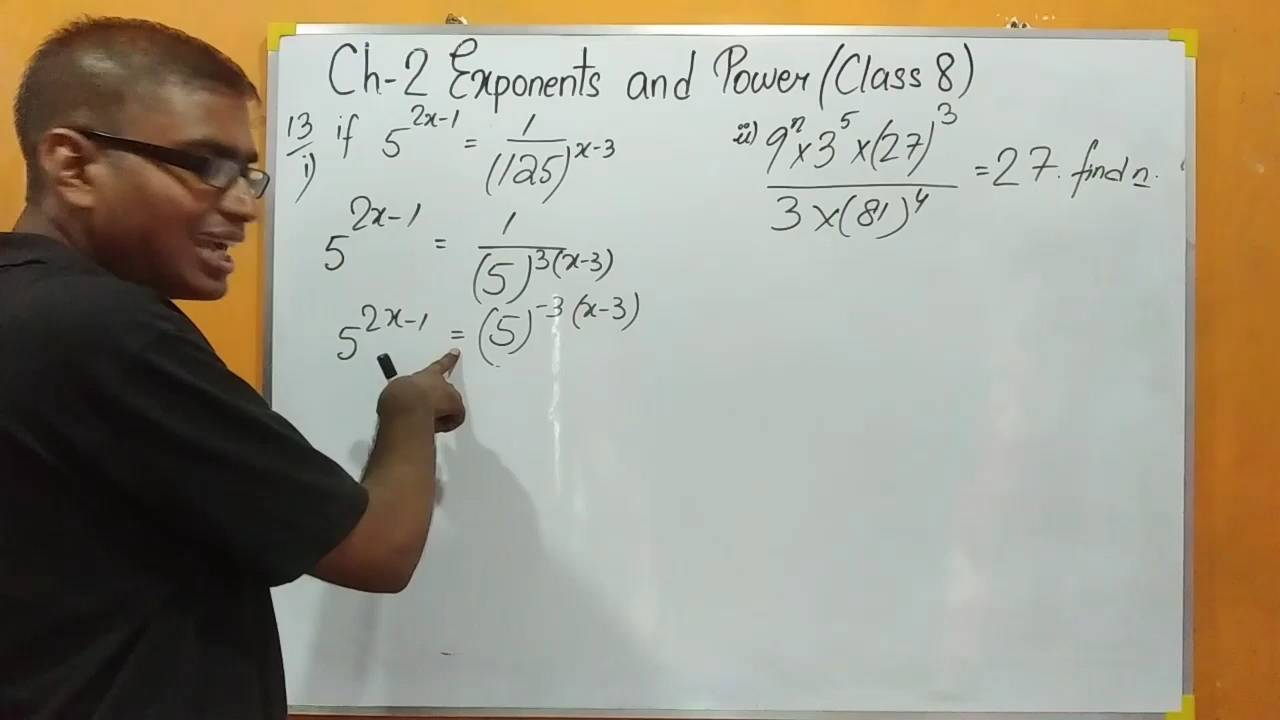 Ch-2 Exponents and Power (Class 8)
13 i) if 5^{2x-1} = 1/(125)^{x-3}
5^{2x-1} = 1/(5)^{3(x-3)}
5^{2x-1} = (5)^{-3(x-3)}
ii) 9^n × 3^5 × (27)^3 / 3 × (81)^4 = 27. find n.